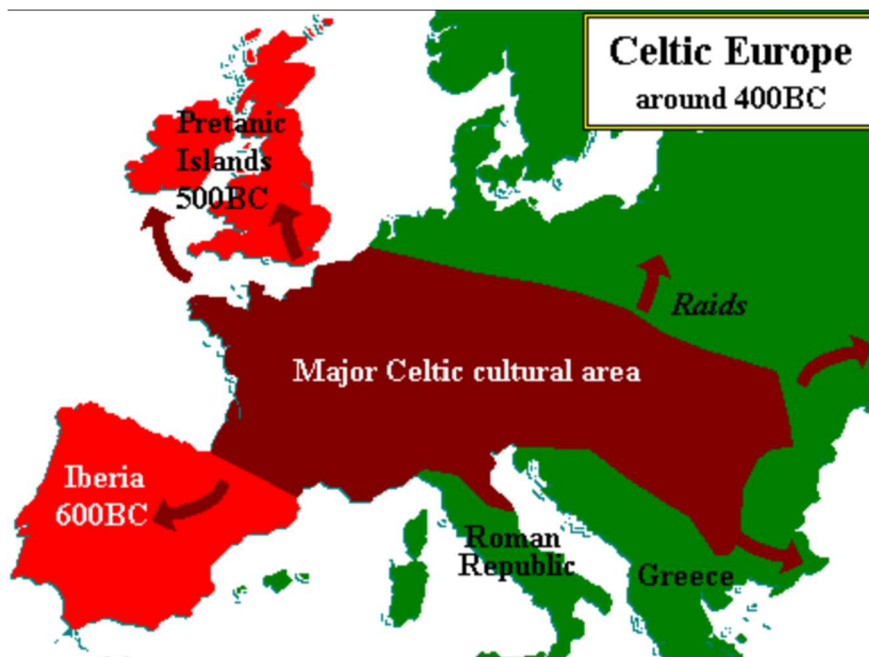 Celtic Europe
around 400BC
Pretanic
Islands
500BC
Raids
Major Celtic cultural area
Iberia
600BC
Roman
Republic
Greece